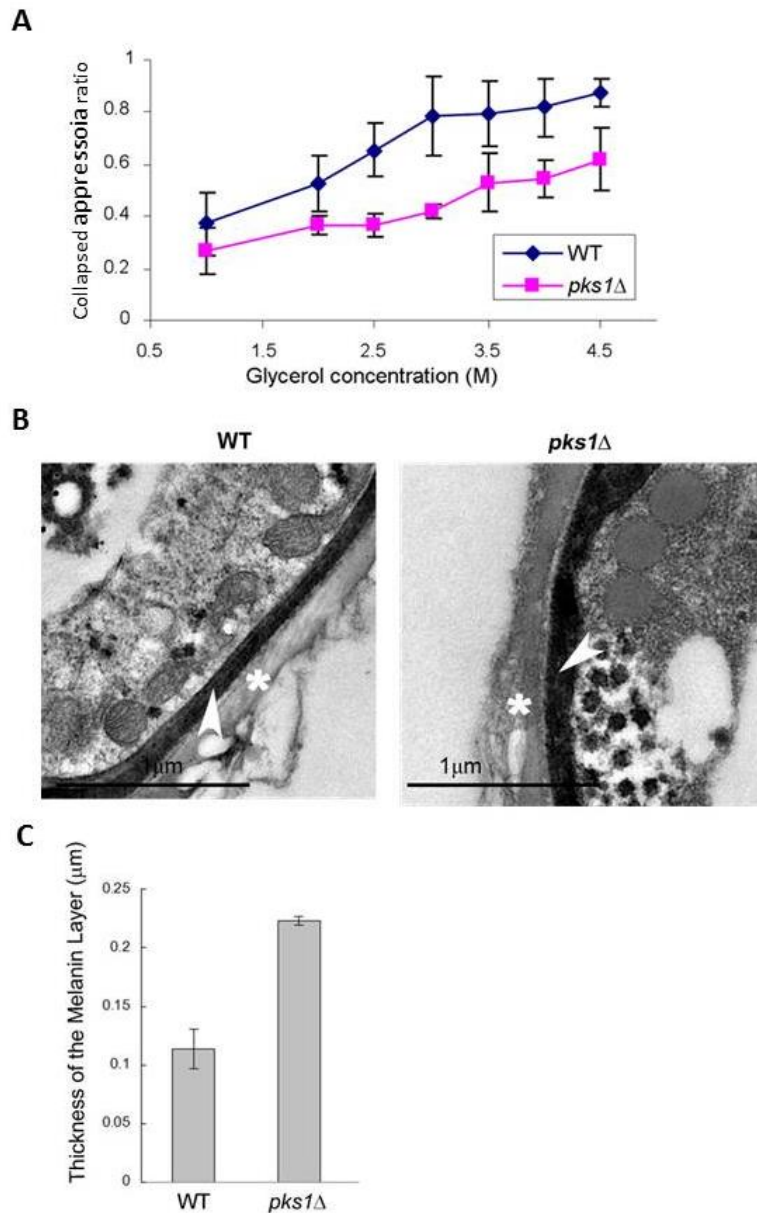 A
Collapsed appressoia ratio
1
0.8
0.6
0.4
0.2
0
0.5 1.5 2.5 3.5 4.5
Glycerol concentration (M)
WT
pks1Δ
B
WT pks1Δ
*
*
1μm
1μm
C
Thickness of the Melanin Layer (μm)
0.25
0.2
0.1
0.1
0.05
0
WT pks1Δ